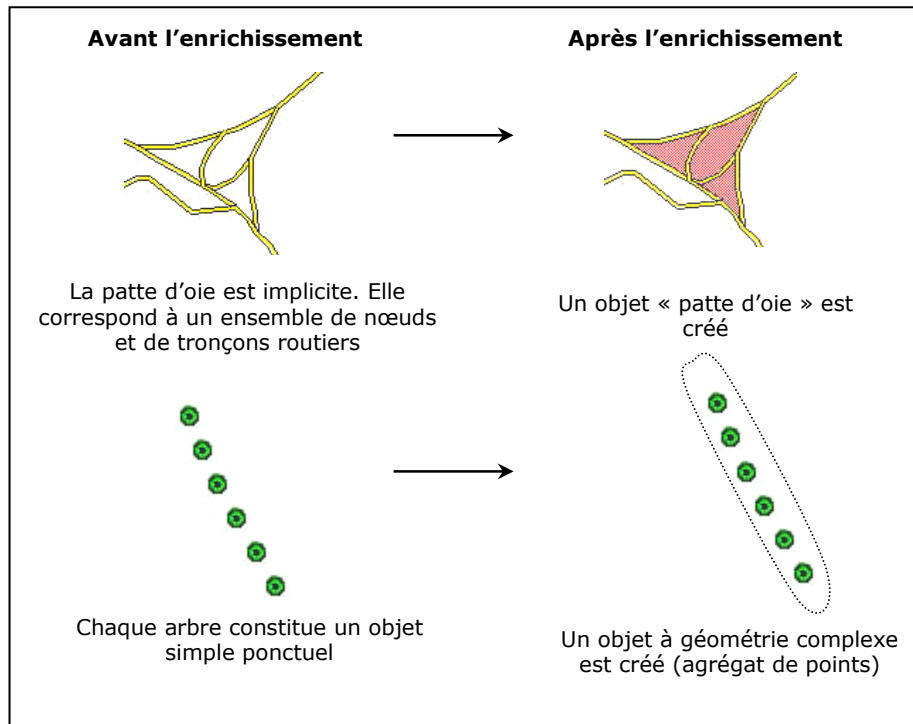 Avant l’enrichissement
Après l’enrichissement
La patte d’oie est implicite. Elle
correspond à un ensemble de nœuds
et de tronçons routiers
Un objet « patte d’oie » est
créé
Chaque arbre constitue un objet
simple ponctuel
Un objet à géométrie complexe
est créé (agrégat de points)